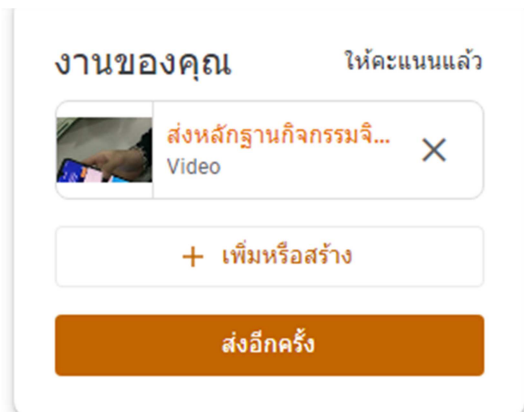 งานของคุณ
ให้คะแนนแล้ว
ส่งหลักฐานกิจกรรมจิ...
Video
เพิ่มหรือสร้าง
ส่งอีกครั้ง